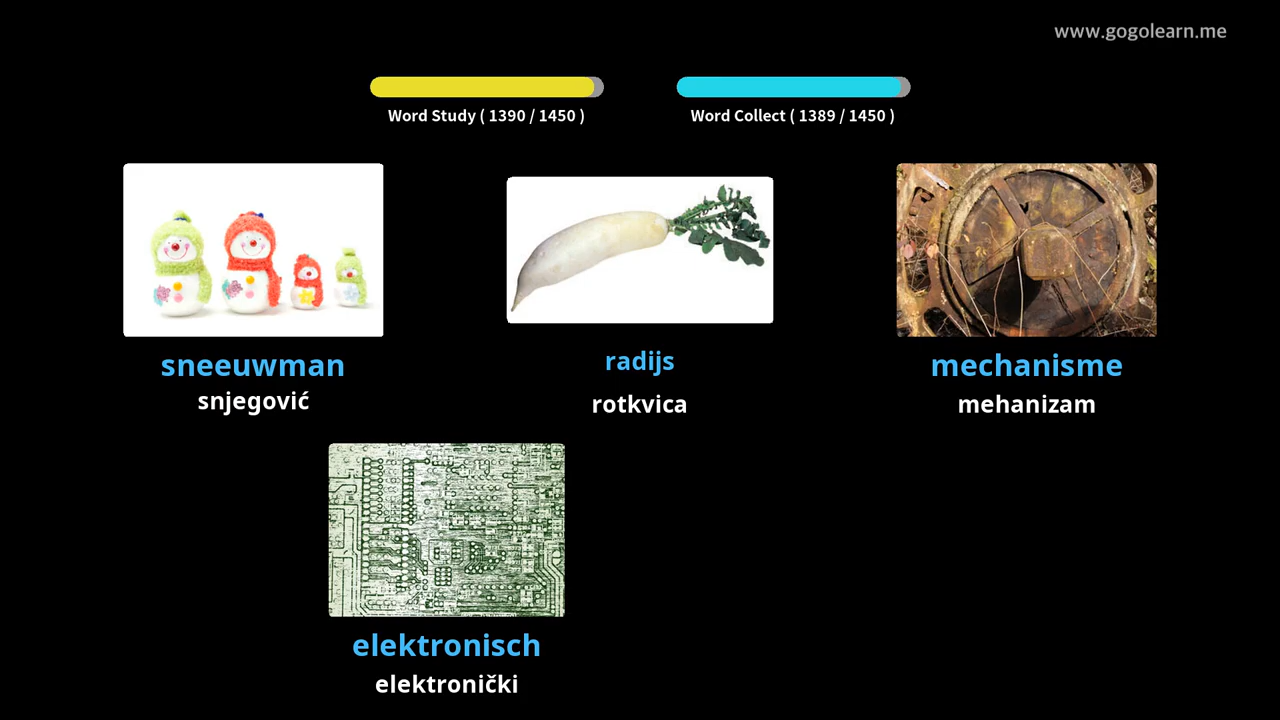 www.gogolearn.me
Word Study ( 1390 / 1450 )
Word Collect ( 1389 / 1450 )
sneeuwman
snjegović
radijs
rotkvica
mechanisme
mehanizam
elektronisch
elektronički